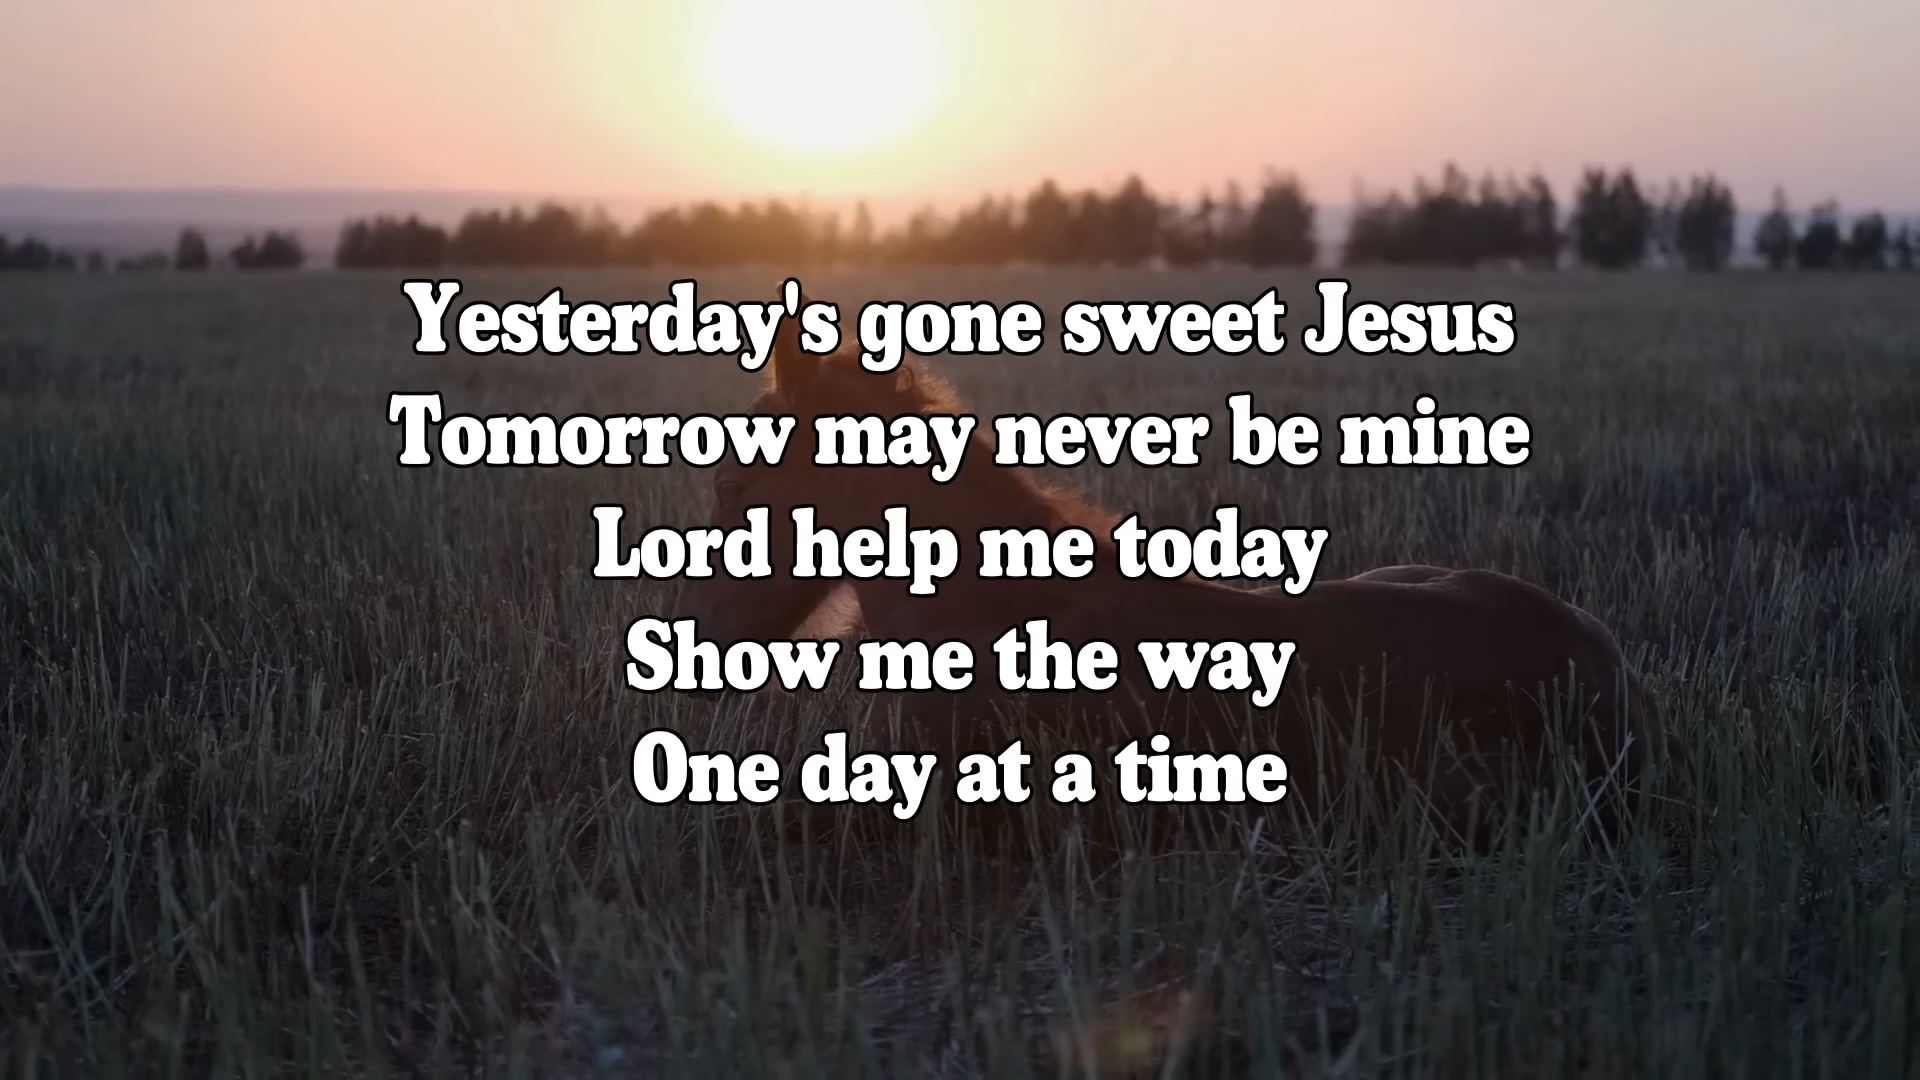 Yesterday's gone sweet Jesus
Tomorrow may never be mine
Lord help me today
Show me the way
One day at a time